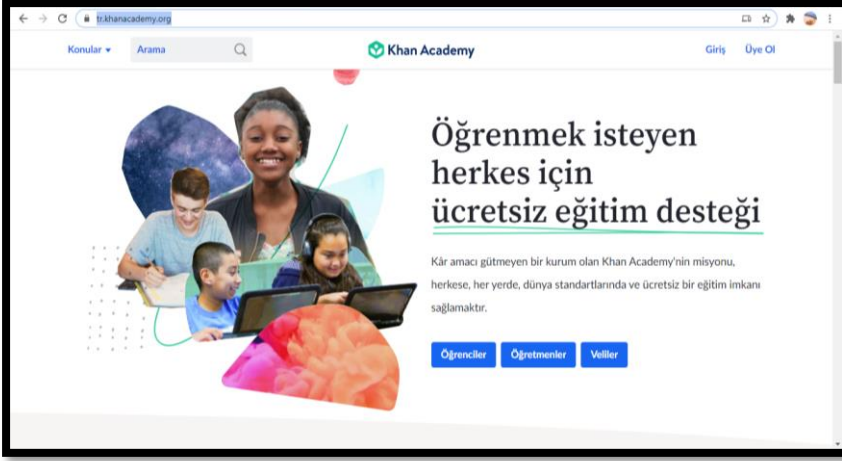 tr.khanacademy.org
Konular
Arama
Khan Academy
Giriş
Üye Ol
Öğrenmek isteyen
herkes için
ücretsiz eğitim desteği
Kâr amacı gütmeyen bir kurum olan Khan Academy'nin misyonu,
herkese, her yerde, dünya standartlarında ve ücretsiz bir eğitim imkanı
sağlamaktır.
Öğrenciler
Öğretmenler
Veliler